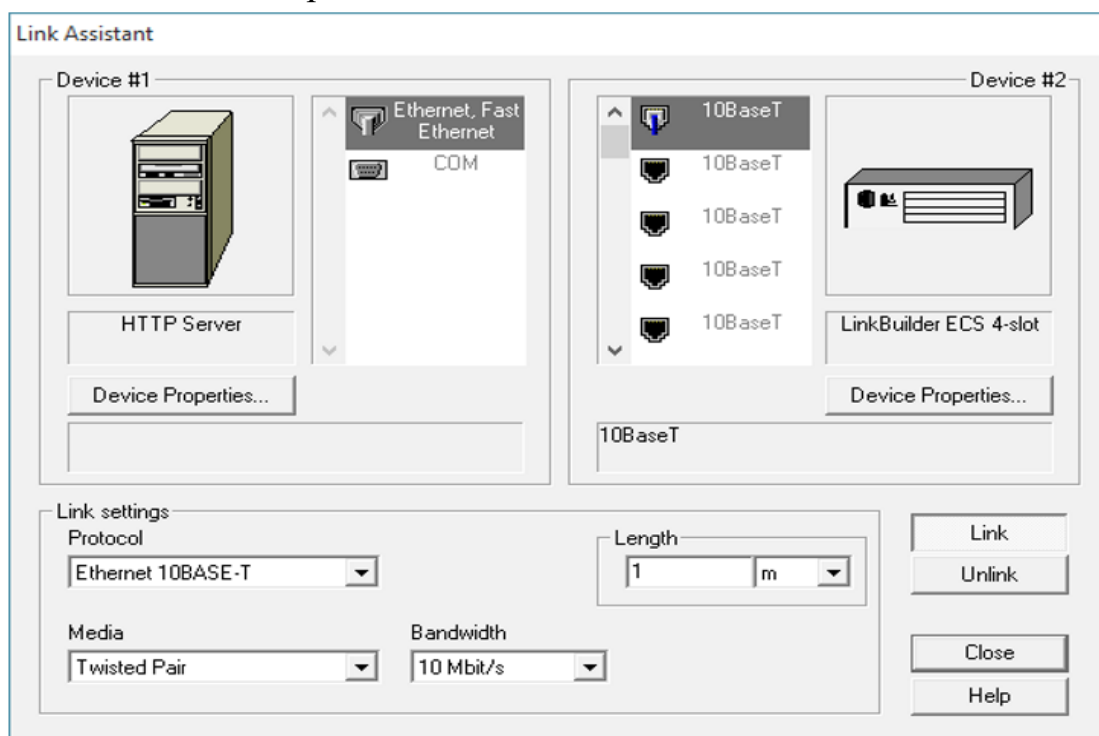 Link Assistant
Device #1
Device #2
Ethernet, Fast
Ethernet
COM
10BaseT
10BaseT
10BaseT
10BaseT
10BaseT
HTTP Server
LinkBuilder ECS 4-slot
Device Properties...
Device Properties...
10BaseT
Link settings
Protocol
Ethernet 10BASE-T
Length
1
m
Media
Twisted Pair
Bandwidth
10 Mbit/s
Link
Unlink
Close
Help